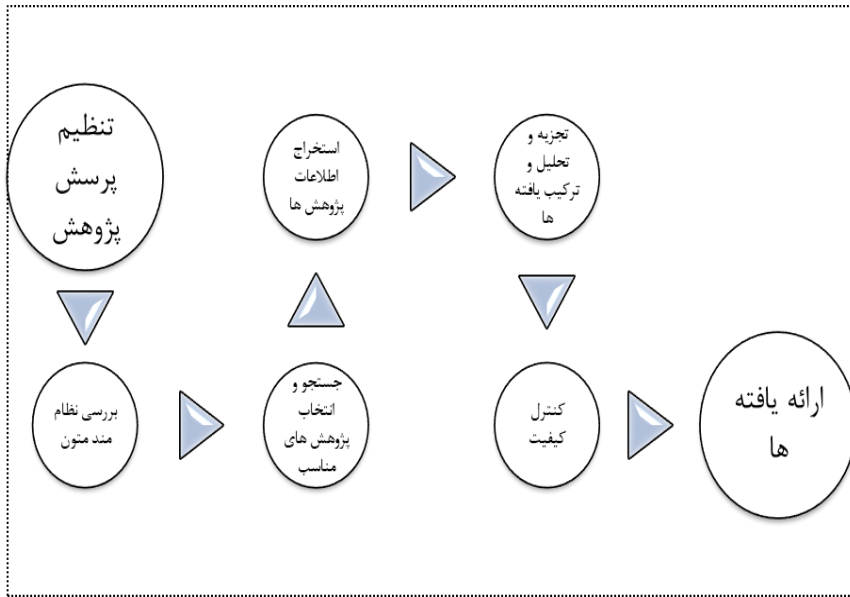 تنظیم
پرسش
پژوهش
بررسی نظام
مند متون
جستجو و
انتخاب
پژوهش های
مناسب
استخراج
اطلاعات
پژوهش ها
تجزیه و
تحلیل و
ترکیب یافته
ها
کنترل
کیفیت
ارائه یافته
ها